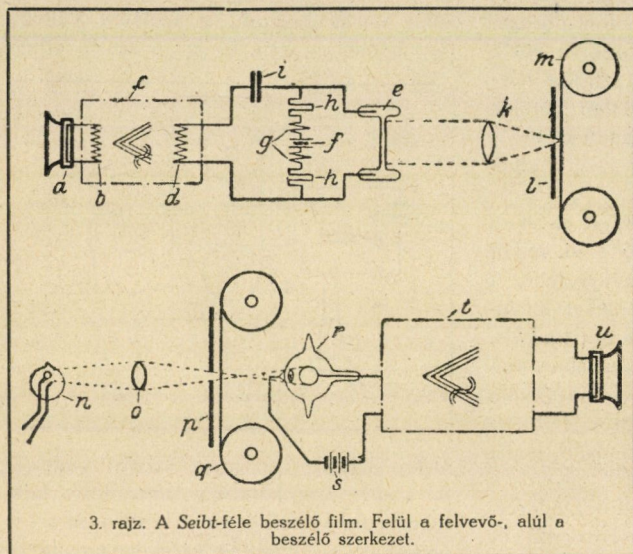 c
i
e
m
h
g
f
k
a
b
d
h
l
t
r
u
n
o
p
q
s
3. rajz. A Seibt-féle beszélő film. Felül a felvevő-, alúl a
beszélő szerkezet.